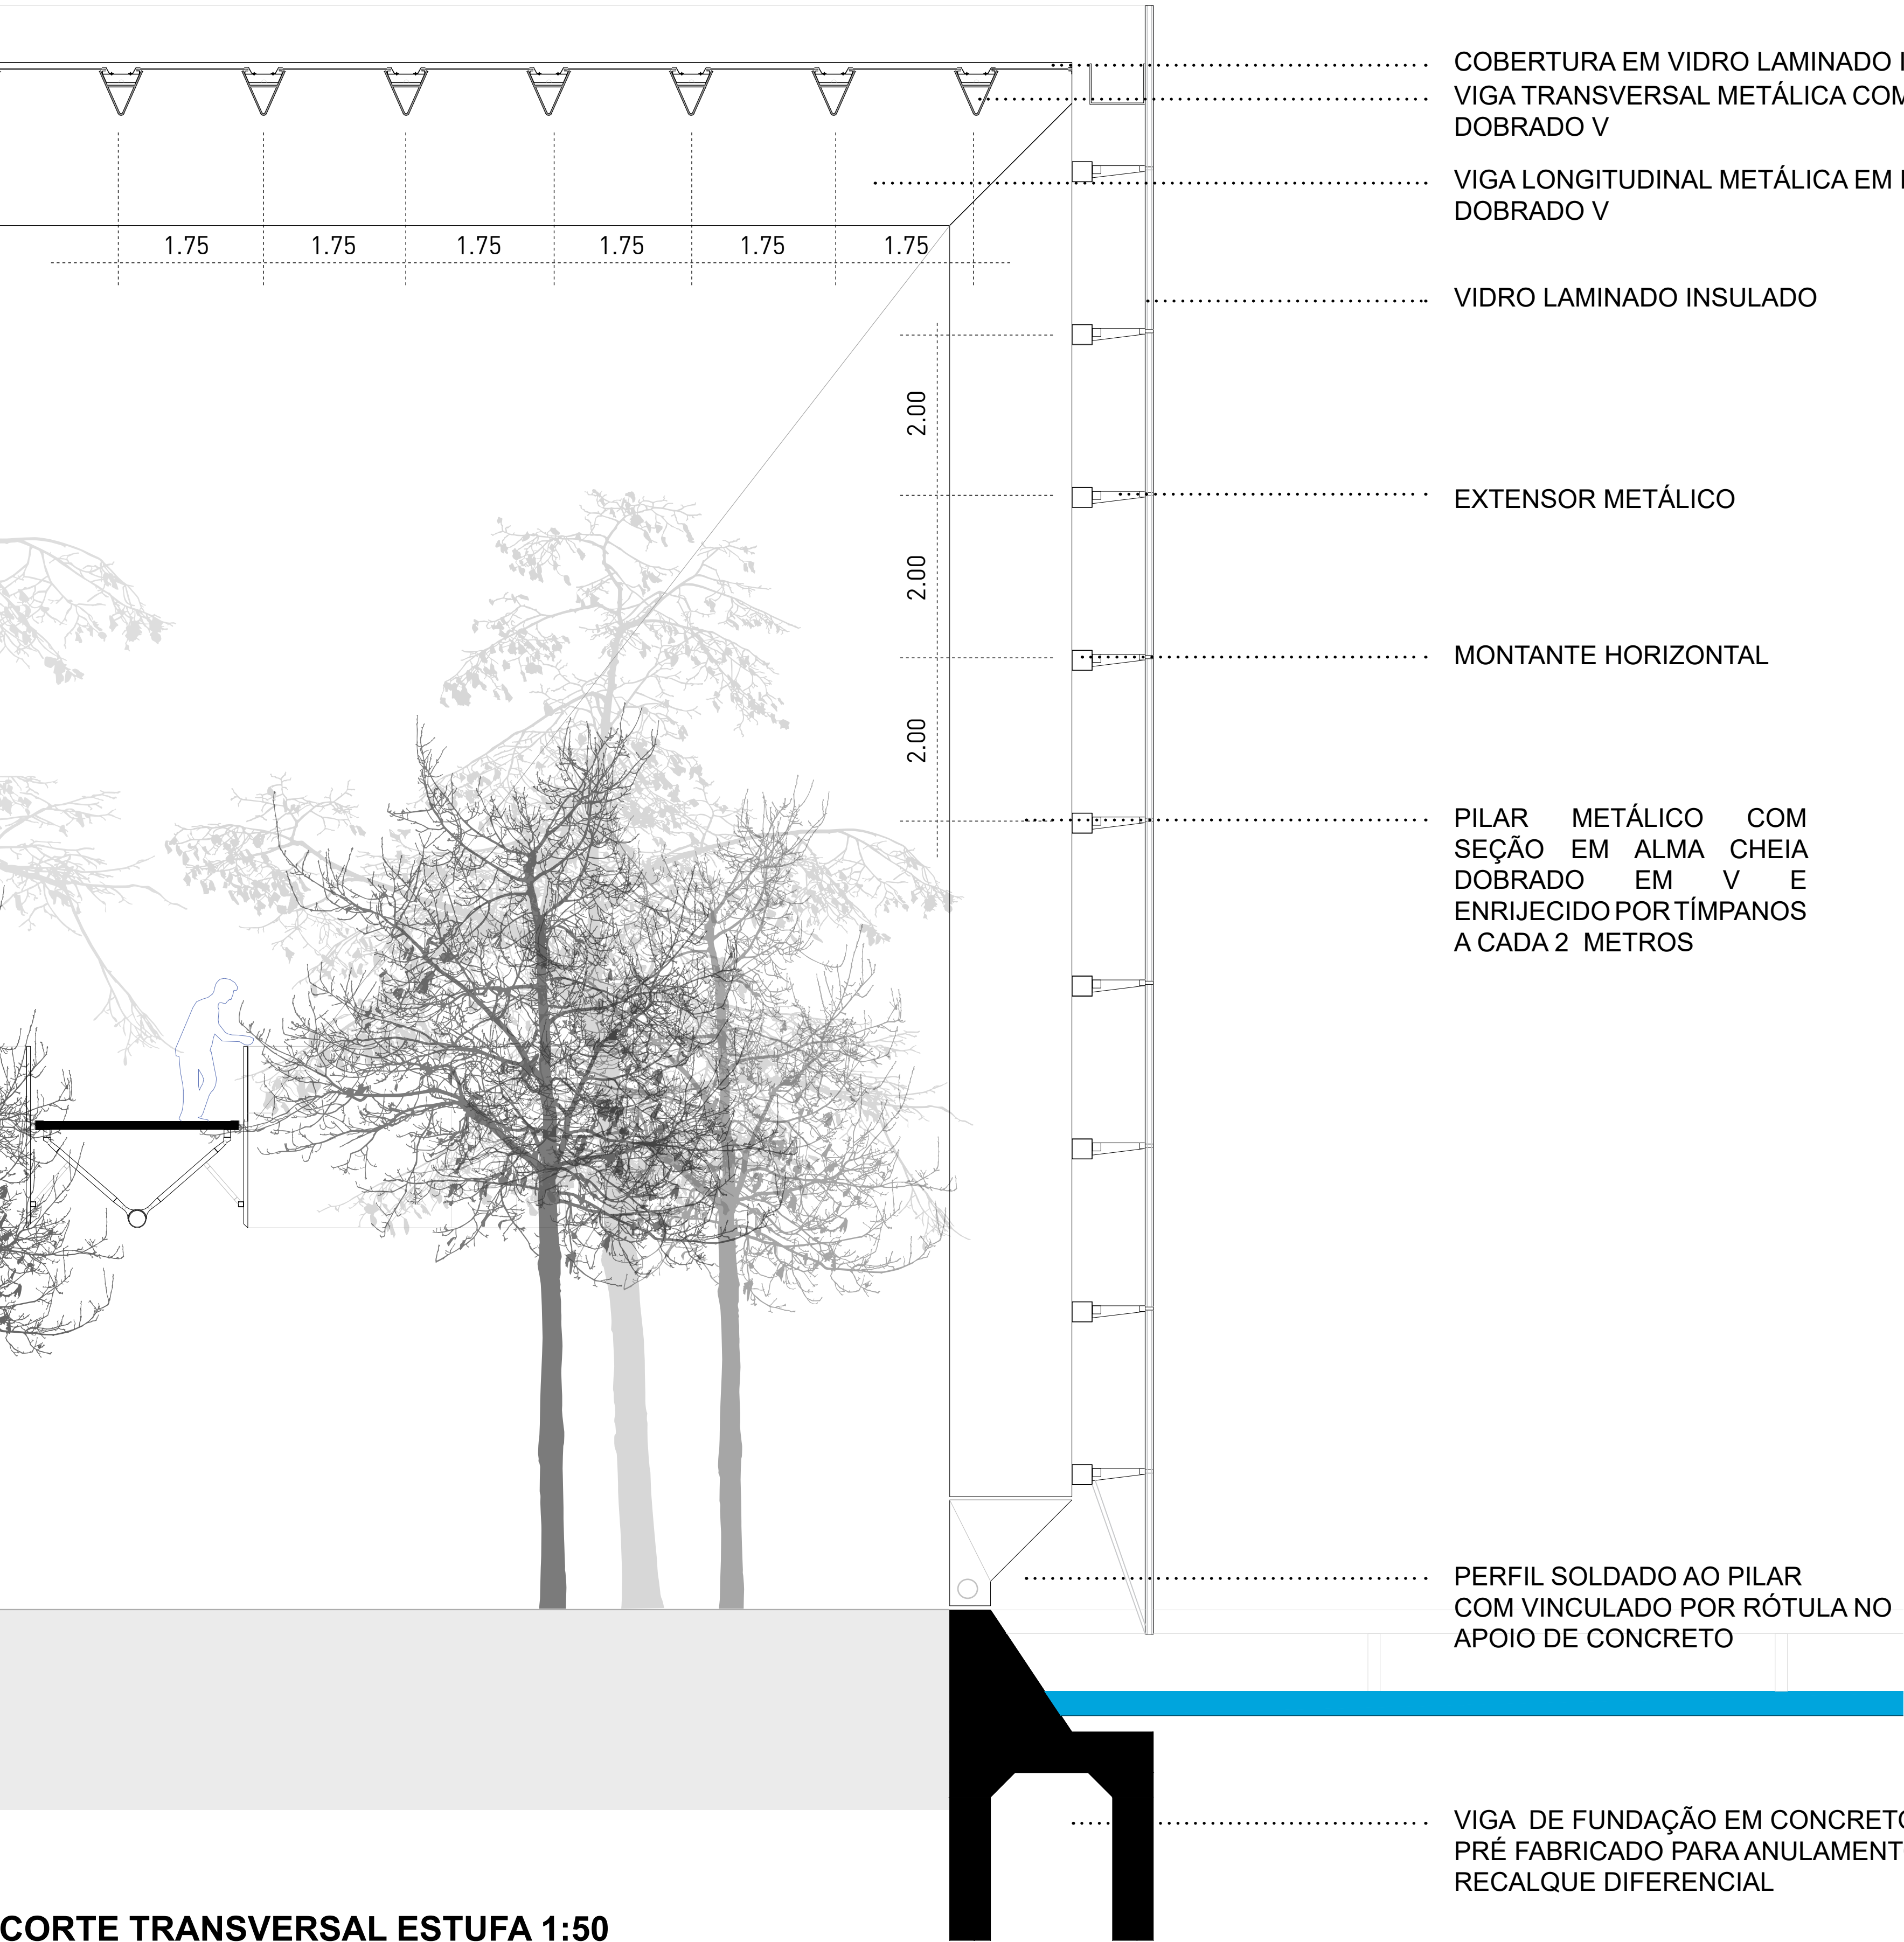 COBERTURA EM VIDRO LAMINADO
VIGA TRANSVERSAL METÁLICA COM
DOBRADO V
VIGA LONGITUDINAL METÁLICA EM
DOBRADO V
1.75 1.75 1.75 1.75 1.75 1.75
VIDRO LAMINADO INSULADO
2.00
EXTENSOR METÁLICO
2.00
MONTANTE HORIZONTAL
2.00
PILAR METÁLICO COM
SEÇÃO EM ALMA CHEIA
DOBRADO EM V E
ENRIJECIDO POR TÍMPANOS
A CADA 2 METROS
PERFIL SOLDADO AO PILAR
COM VINCULADO POR RÓTULA NO
APOIO DE CONCRETO
VIGA DE FUNDAÇÃO EM CONCRETO
PRÉ FABRICADO PARA ANULAMENT
RECALQUE DIFERENCIAL
CORTE TRANSVERSAL ESTUFA 1:50